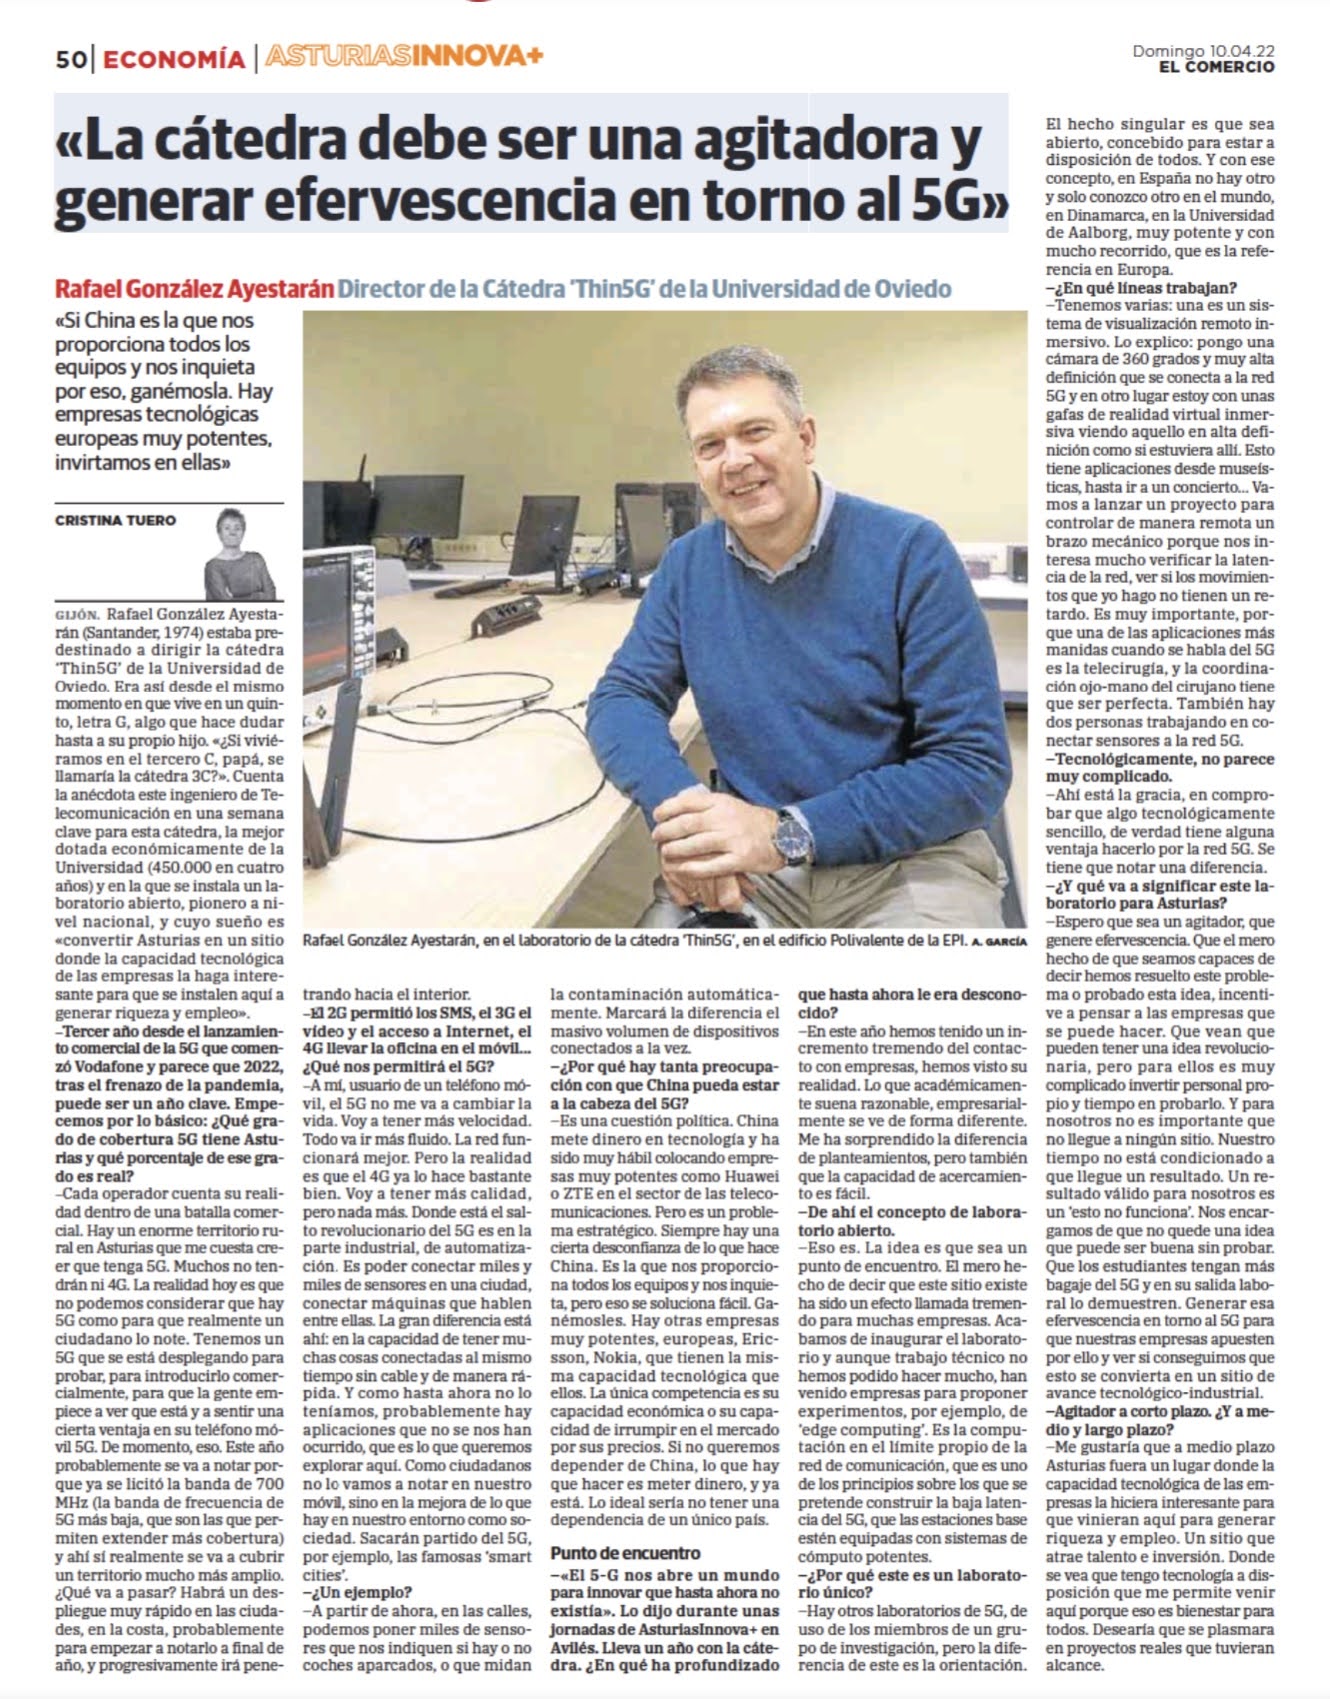 50 | ECONOMÍA | ASTURIASINNOVA+
Domingo 10.04.22
EL COMERCIO
«La cátedra debe ser una agitadora y
generar efervescencia en torno al 5G»
Rafael González Ayestarán Director de la Cátedra 'Thin5G' de la Universidad de Oviedo
«Si China es la que nos
proporciona todos los
equipos y nos inquieta
por eso, ganémosla. Hay
empresas tecnológicas
europeas muy potentes,
invirtamos en ellas»
CRISTINA TUERO
GIJÓN. Rafael González Ayesta-
rán (Santander, 1974) estaba pre-
destinado a dirigir la cátedra
'Thin5G' de la Universidad de
Oviedo. Era así desde el mismo
momento en que vive en un quin-
to, letra G, algo que hace dudar
hasta a su propio hijo. «¿Si vivié-
ramos en el tercero C, papá, se
llamaría la cátedra 3C?». Cuenta
la anécdota este ingeniero de Te-
lecomunicación en una semana
clave para esta cátedra, la mejor
dotada económicamente de la
Universidad (450.000 en cuatro
años) y en la que se instala un la-
boratorio abierto, pionero a ni-
vel nacional, y cuyo sueño es
«convertir Asturias en un sitio
donde la capacidad tecnológica
de las empresas la haga intere-
sante para que se instalen aquí a
generar riqueza y empleo».
–Tercer año desde el lanzamien-
to comercial de la 5G que comen-
zó Vodafone y parece que 2022,
tras el frenazo de la pandemia,
puede ser un año clave. Empe-
cemos por lo básico: ¿Qué gra-
do de cobertura 5G tiene Astu-
rias y qué porcentaje de ese gra-
do es real?
–Cada operador cuenta su reali-
dad dentro de una batalla comer-
cial. Hay un enorme territorio ru-
ral en Asturias que me cuesta cre-
er que tenga 5G. Muchos no ten-
drán ni 4G. La realidad hoy es que
no podemos considerar que hay
5G como para que realmente un
ciudadano lo note. Tenemos un
5G que se está desplegando para
probar, para introducirlo comer-
cialmente, para que la gente em-
piece a ver que está y a sentir una
cierta ventaja en su teléfono mó-
vil 5G. De momento, eso. Este año
probablemente se va a notar por-
que ya se licitó la banda de 700
MHz (la banda de frecuencia de
5G más baja, que son las que per-
miten extender más cobertura)
y ahí sí realmente se va a cubrir
un territorio mucho más amplio.
¿Qué va a pasar? Habrá un des-
pliegue muy rápido en las ciuda-
des, en la costa, probablemente
para empezar a notarlo a final de
año, y progresivamente irá pene-
Rafael González Ayestarán, en el laboratorio de la cátedra 'Thin5G', en el edificio Polivalente de la EPI. A. GARCÍA
trando hacia el interior.
–El 2G permitió los SMS, el 3G el
vídeo y el acceso a Internet, el
4G llevar la oficina en el móvil...
¿Qué nos permitirá el 5G?
–A mí, usuario de un teléfono mó-
vil, el 5G no me va a cambiar la
vida. Voy a tener más velocidad.
Todo va ir más fluido. La red fun-
cionará mejor. Pero la realidad
es que el 4G ya lo hace bastante
bien. Voy a tener más calidad,
pero nada más. Donde está el sal-
to revolucionario del 5G es en la
parte industrial, de automatiza-
ción. Es poder conectar miles y
miles de sensores en una ciudad,
conectar máquinas que hablen
entre ellas. La gran diferencia está
ahí: en la capacidad de tener mu-
chas cosas conectadas al mismo
tiempo sin cable y de manera rá-
pida. Y como hasta ahora no lo
teníamos, probablemente hay
aplicaciones que no se nos han
ocurrido, que es lo que queremos
explorar aquí. Como ciudadanos
no lo vamos a notar en nuestro
móvil, sino en la mejora de lo que
hay en nuestro entorno como so-
ciedad. Sacarán partido del 5G,
por ejemplo, las famosas 'smart
cities'.
–¿Un ejemplo?
–A partir de ahora, en las calles,
podemos poner miles de senso-
res que nos indiquen si hay o no
coches aparcados, o que midan
la contaminación automática-
mente. Marcará la diferencia el
masivo volumen de dispositivos
conectados a la vez.
–¿Por qué hay tanta preocupa-
ción con que China pueda estar
a la cabeza del 5G?
–Es una cuestión política. China
mete dinero en tecnología y ha
sido muy hábil colocando empre-
sas muy potentes como Huawei
o ZTE en el sector de las teleco-
municaciones. Pero es un proble-
ma estratégico. Siempre hay una
cierta desconfianza de lo que hace
China. Es la que nos proporcio-
na todos los equipos y nos inquie-
ta, pero eso se soluciona fácil. Ga-
némosles. Hay otras empresas
muy potentes, europeas, Eric-
sson, Nokia, que tienen la mis-
ma capacidad tecnológica que
ellos. La única competencia es su
capacidad económica o su capa-
cidad de irrumpir en el mercado
por sus precios. Si no queremos
depender de China, lo que hay
que hacer es meter dinero, y ya
está. Lo ideal sería no tener una
dependencia de un único país.
Punto de encuentro
–«El 5-G nos abre un mundo
para innovar que hasta ahora no
existía». Lo dijo durante unas
jornadas de AsturiasInnova+ en
Avilés. Lleva un año con la cáte-
dra. ¿En qué ha profundizado
que hasta ahora le era descono-
cido?
–En este año hemos tenido un in-
cremento tremendo del contac-
to con empresas, hemos visto su
realidad. Lo que académicamen-
te suena razonable, empresarial-
mente se ve de forma diferente.
Me ha sorprendido la diferencia
de planteamientos, pero también
que la capacidad de acercamien-
to es fácil.
–De ahí el concepto de labora-
torio abierto.
–Eso es. La idea es que sea un
punto de encuentro. El mero he-
cho de decir que este sitio existe
ha sido un efecto llamada tremen-
do para muchas empresas. Aca-
bamos de inaugurar el laborato-
rio y aunque trabajo técnico no
hemos podido hacer mucho, han
venido empresas para proponer
experimentos, por ejemplo, de
'edge computing'. Es la compu-
tación en el límite propio de la
red de comunicación, que es uno
de los principios sobre los que se
pretende construir la baja laten-
cia del 5G, que las estaciones base
estén equipadas con sistemas de
cómputo potentes.
–¿Por qué este es un laborato-
rio único?
–Hay otros laboratorios de 5G, de
uso de los miembros de un gru-
po de investigación, pero la dife-
rencia de este es la orientación.
El hecho singular es que sea
abierto, concebido para estar a
disposición de todos. Y con ese
concepto, en España no hay otro
y solo conozco otro en el mundo,
en Dinamarca, en la Universidad
de Aalborg, muy potente y con
mucho recorrido, que es la refe-
rencia en Europa.
–¿En qué líneas trabajan?
–Tenemos varias: una es un sis-
tema de visualización remoto in-
mersivo. Lo explico: pongo una
cámara de 360 grados y muy alta
definición que se conecta a la red
5G y en otro lugar estoy con unas
gafas de realidad virtual inmer-
siva viendo aquello en alta defi-
nición como si estuviera allí. Esto
tiene aplicaciones desde museís-
ticas, hasta ir a un concierto... Va-
mos a lanzar un proyecto para
controlar de manera remota un
brazo mecánico porque nos in-
teresa mucho verificar la laten-
cia de la red, ver si los movimien-
tos que yo hago no tienen un re-
tardo. Es muy importante, por-
que una de las aplicaciones más
manidas cuando se habla del 5G
es la telecirugía, y la coordina-
ción ojo-mano del cirujano tiene
que ser perfecta. También hay
dos personas trabajando en co-
nectar sensores a la red 5G.
–Tecnológicamente, no parece
muy complicado.
–Ahí está la gracia, en compro-
bar que algo tecnológicamente
sencillo, de verdad tiene alguna
ventaja hacerlo por la red 5G. Se
tiene que notar una diferencia.
–¿Y qué va a significar este la-
boratorio para Asturias?
–Espero que sea un agitador, que
genere efervescencia. Que el mero
hecho de que seamos capaces de
decir hemos resuelto este proble-
ma o probado esta idea, incenti-
ve a pensar a las empresas que
se puede hacer. Que vean que
pueden tener una idea revolucio-
naria, pero para ellos es muy
complicado invertir personal pro-
pio y tiempo en probarlo. Y para
nosotros no es importante que
no llegue a ningún sitio. Nuestro
tiempo no está condicionado a
que llegue un resultado. Un re-
sultado válido para nosotros es
un 'esto no funciona'. Nos encar-
gamos de que no quede una idea
que puede ser buena sin probar.
Que los estudiantes tengan más
bagaje del 5G y en su salida labo-
ral lo demuestren. Generar esa
efervescencia en torno al 5G para
que nuestras empresas apuesten
por ello y ver si conseguimos que
esto se convierta en un sitio de
avance tecnológico-industrial.
–Agitador a corto plazo. ¿Y a me-
dio y largo plazo?
–Me gustaría que a medio plazo
Asturias fuera un lugar donde la
capacidad tecnológica de las em-
presas la hiciera interesante para
que vinieran aquí para generar
riqueza y empleo. Un sitio que
atrae talento e inversión. Donde
se vea que tengo tecnología a dis-
posición que me permite venir
aquí porque eso es bienestar para
todos. Desearía que se plasmara
en proyectos reales que tuvieran
alcance.